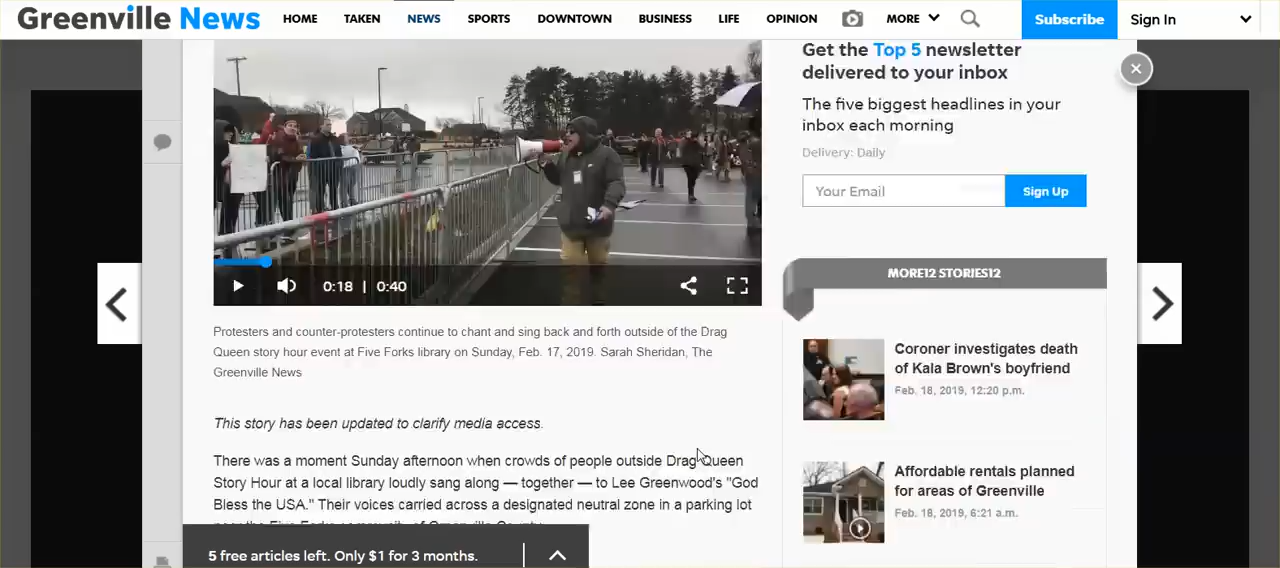 Greenville News HOME TAKEN NEWS SPORTS DOWNTOWN BUSINESS LIFE OPINION MORE Subscribe Sign In
0:18 | 0:40
Protesters and counter-protesters continue to chant and sing back and forth outside of the Drag
Queen story hour event at Five Forks library on Sunday, Feb. 17, 2019. Sarah Sheridan, The
Greenville News
This story has been updated to clarify media access.
There was a moment Sunday afternoon when crowds of people outside Drag Queen
Story Hour at a local library loudly sang along — together — to Lee Greenwood's "God
Bless the USA." Their voices carried across a designated neutral zone in a parking lot
near the Five Forks community of Greenville County.
5 free articles left. Only $1 for 3 months.
Get the Top 5 newsletter
delivered to your inbox
The five biggest headlines in your
inbox each morning
Delivery: Daily
Your Email Sign Up
MORE12 STORIES12
Coroner investigates death
of Kala Brown's boyfriend
Feb. 18, 2019, 12:20 p.m.
Affordable rentals planned
for areas of Greenville
Feb. 18, 2019, 6:21 a.m.